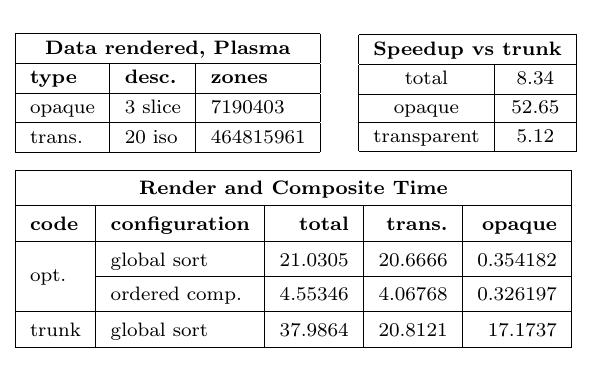 Data rendered, Plasma
type desc. zones
opaque 3 slice 7190403
trans. 20 iso 464815961
Speedup vs trunk
total 8.34
opaque 52.65
transparent 5.12
Render and Composite Time
code configuration total trans. opaque
opt. global sort 21.0305 20.6666 0.354182
ordered comp. 4.55346 4.06768 0.326197
trunk global sort 37.9864 20.8121 17.1737